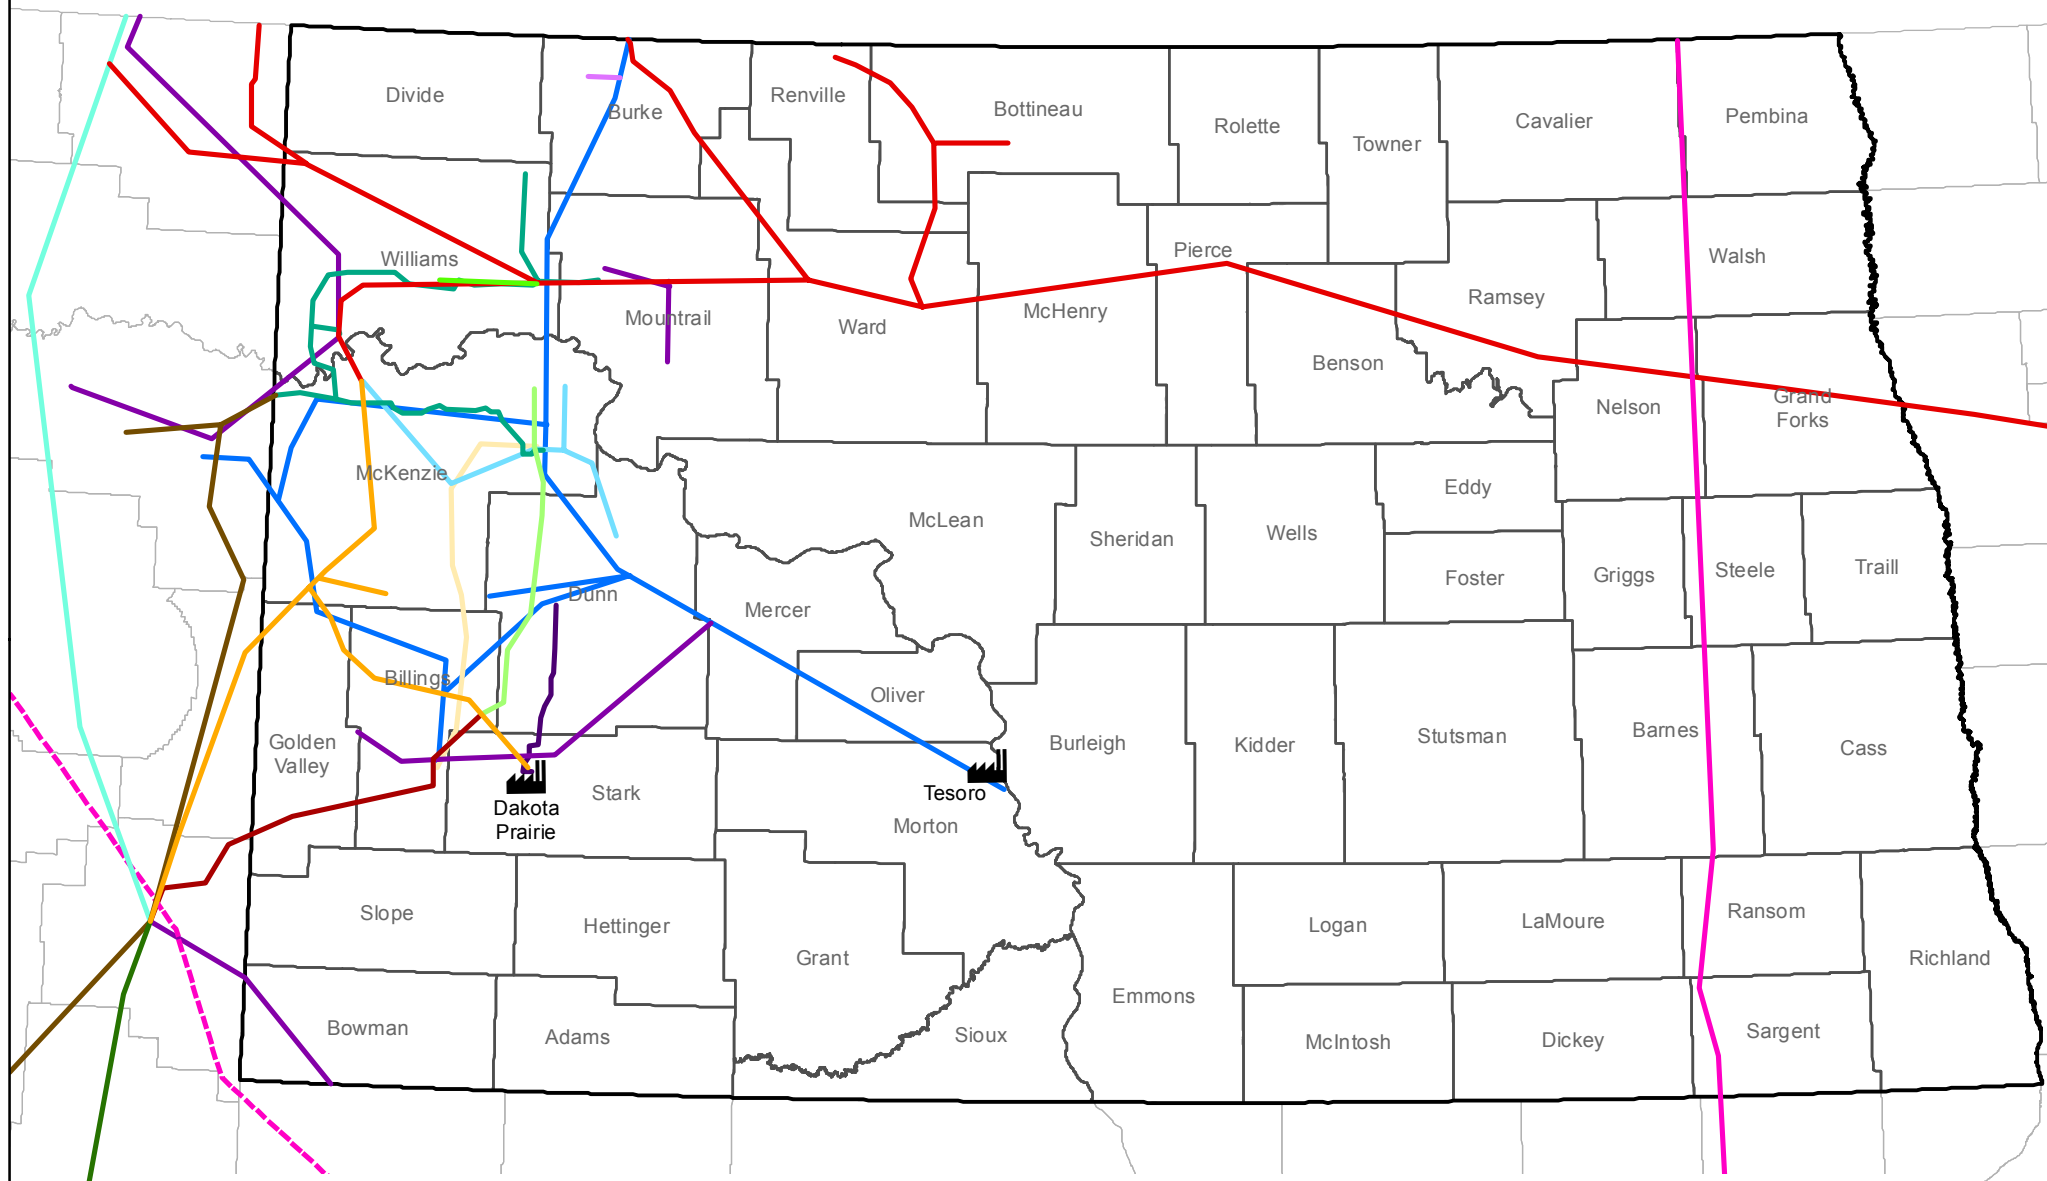 Divide
Burke
Renville
Bottineau
Rolette
Towner
Cavalier
Pembina
Williams
Mountrail
Ward
McHenry
Pierce
Ramsey
Walsh
Benson
Nelson
Grand
Forks
McKenzie
McLean
Sheridan
Wells
Eddy
Foster
Griggs
Steele
Traill
Dunn
Mercer
Oliver
Billings
Golden
Valley
Stark
Dakota
Prairie
Tesoro
Morton
Burleigh
Kidder
Stutsman
Barnes
Cass
Slope
Hettinger
Grant
Logan
LaMoure
Ransom
Richland
Bowman
Adams
Sioux
Emmons
McIntosh
Dickey
Sargent